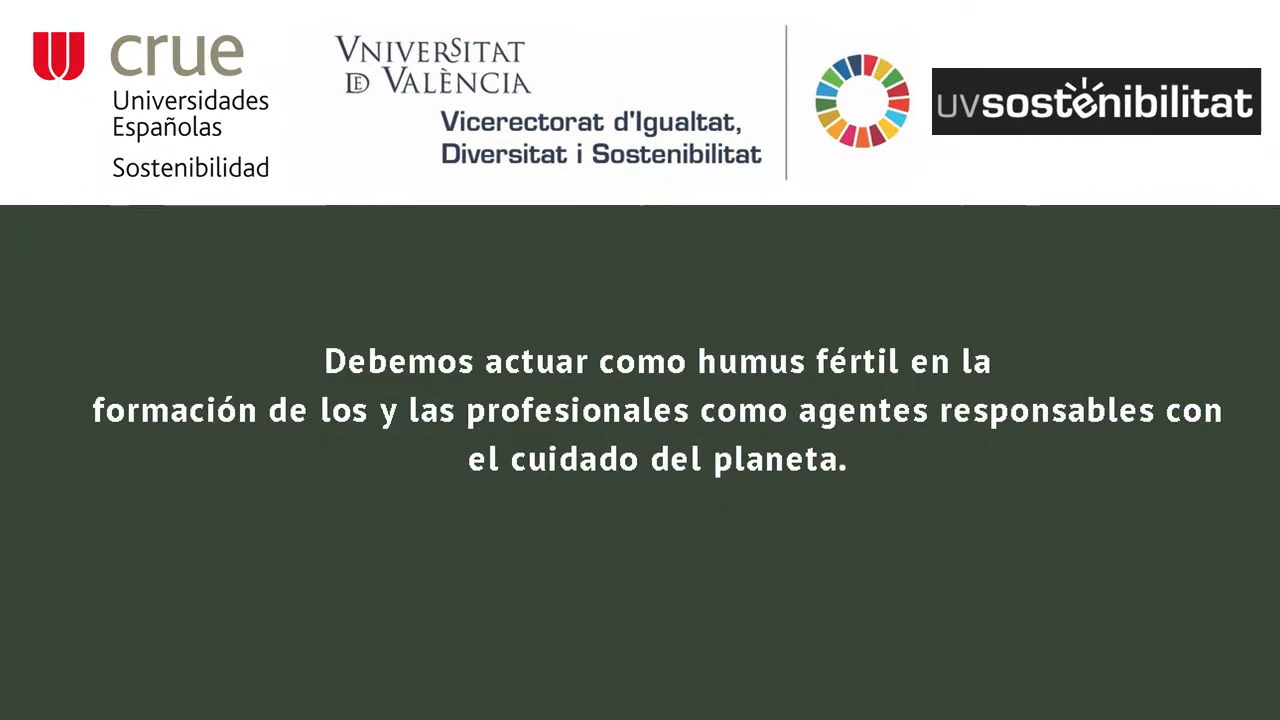 crue
Universidades
Españolas
Sostenibilidad
VNIVERSITAT
DE VALÈNCIA
Vicerectorat d'Igualtat,
Diversitat i Sostenibilitat
uvsostenibilitat
Debemos actuar como humus fértil en la
formación de los y las profesionales como agentes responsables con
el cuidado del planeta.